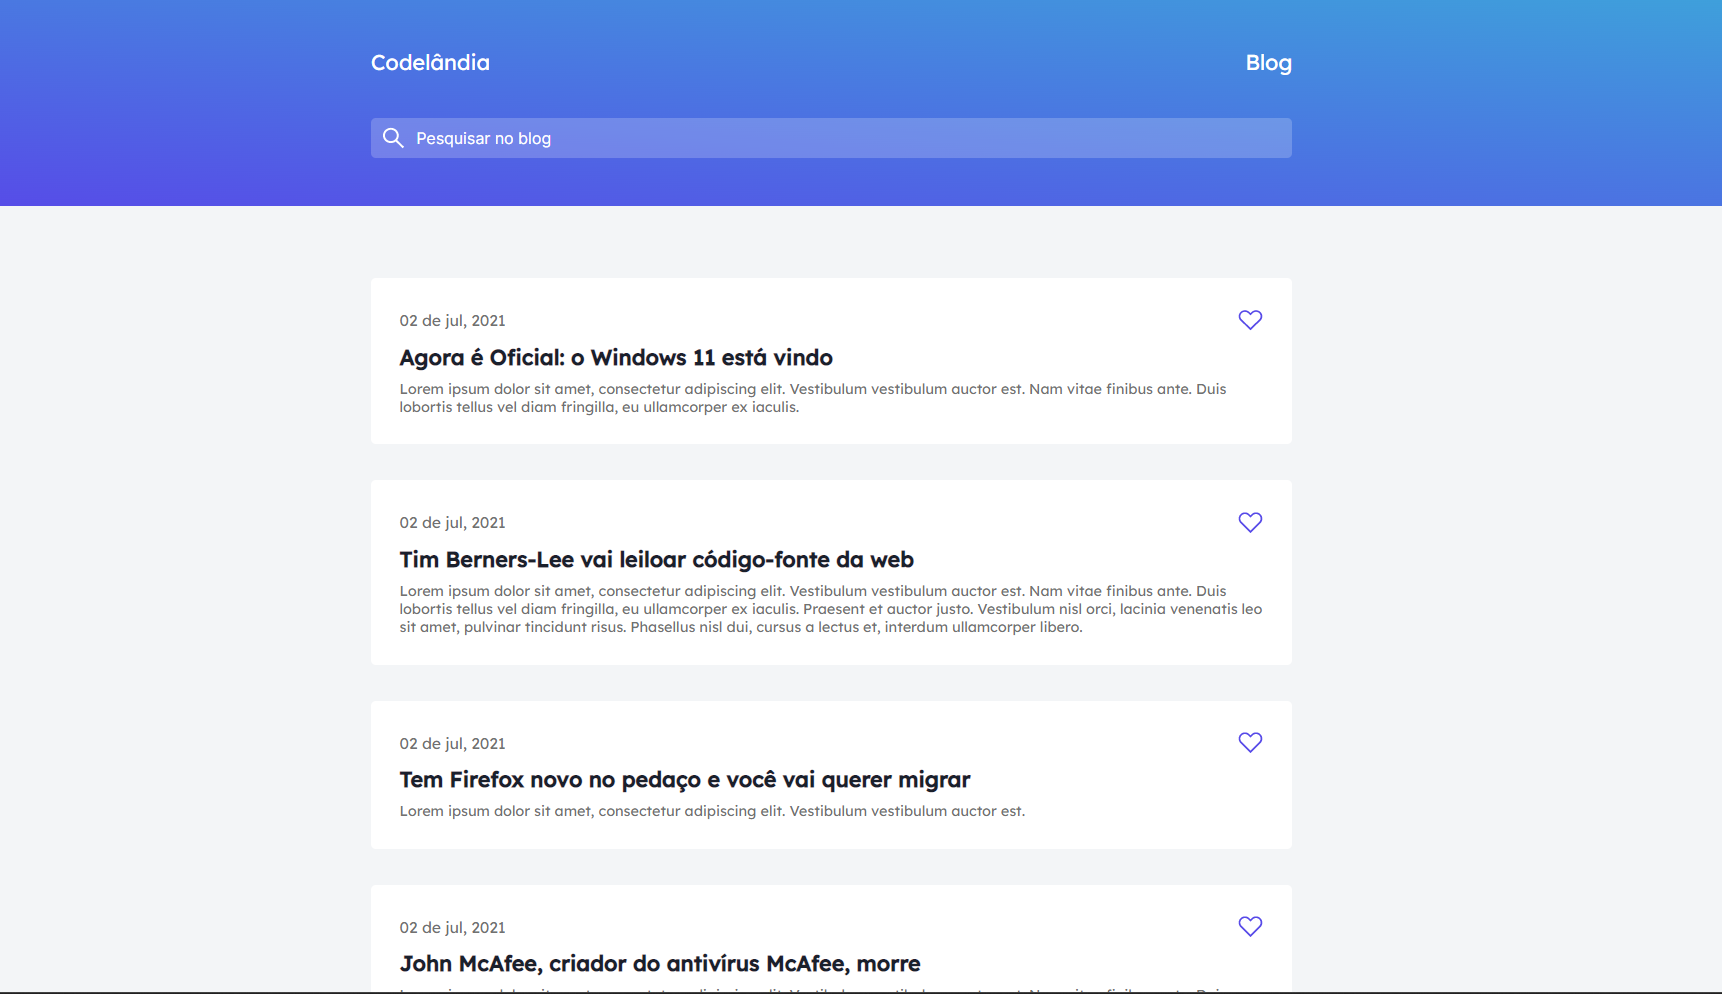 Codelândia
Blog
Pesquisar no blog
02 de jul, 2021
Agora é Oficial: o Windows 11 está vindo
Lorem ipsum dolor sit amet, consectetur adipiscing elit. Vestibulum vestibulum auctor est. Nam vitae finibus ante. Duis
lobortis tellus vel diam fringilla, eu ullamcorper ex iaculis.
02 de jul, 2021
Tim Berners-Lee vai leiloar código-fonte da web
Lorem ipsum dolor sit amet, consectetur adipiscing elit. Vestibulum vestibulum auctor est. Nam vitae finibus ante. Duis
lobortis tellus vel diam fringilla, eu ullamcorper ex iaculis. Praesent et auctor justo. Vestibulum nisl orci, lacinia venenatis leo
sit amet, pulvinar tincidunt risus. Phasellus nisl dui, cursus a lectus et, interdum ullamcorper libero.
02 de jul, 2021
Tem Firefox novo no pedaço e você vai querer migrar
Lorem ipsum dolor sit amet, consectetur adipiscing elit. Vestibulum vestibulum auctor est.
02 de jul, 2021
John McAfee, criador do antivírus McAfee, morre